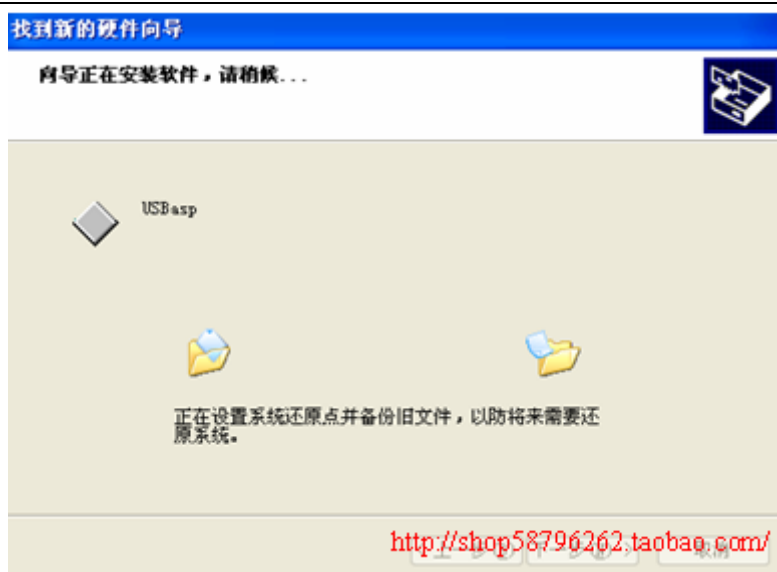 找到新的硬件向导
向导正在安装软件，请稍候...
USBasp
正在设置系统还原点并备份旧文件，以防将来需要还
原系统。
http://shop58796262.taobao.com/
取消